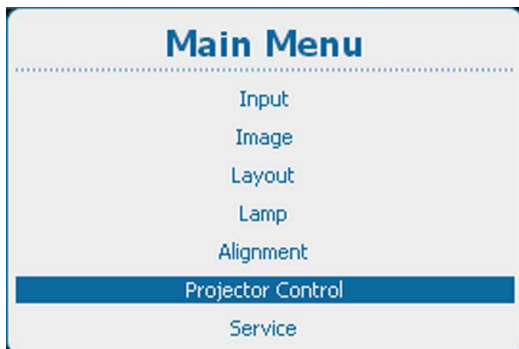 Main Menu
Input
Image
Layout
Lamp
Alignment
Projector Control
Service